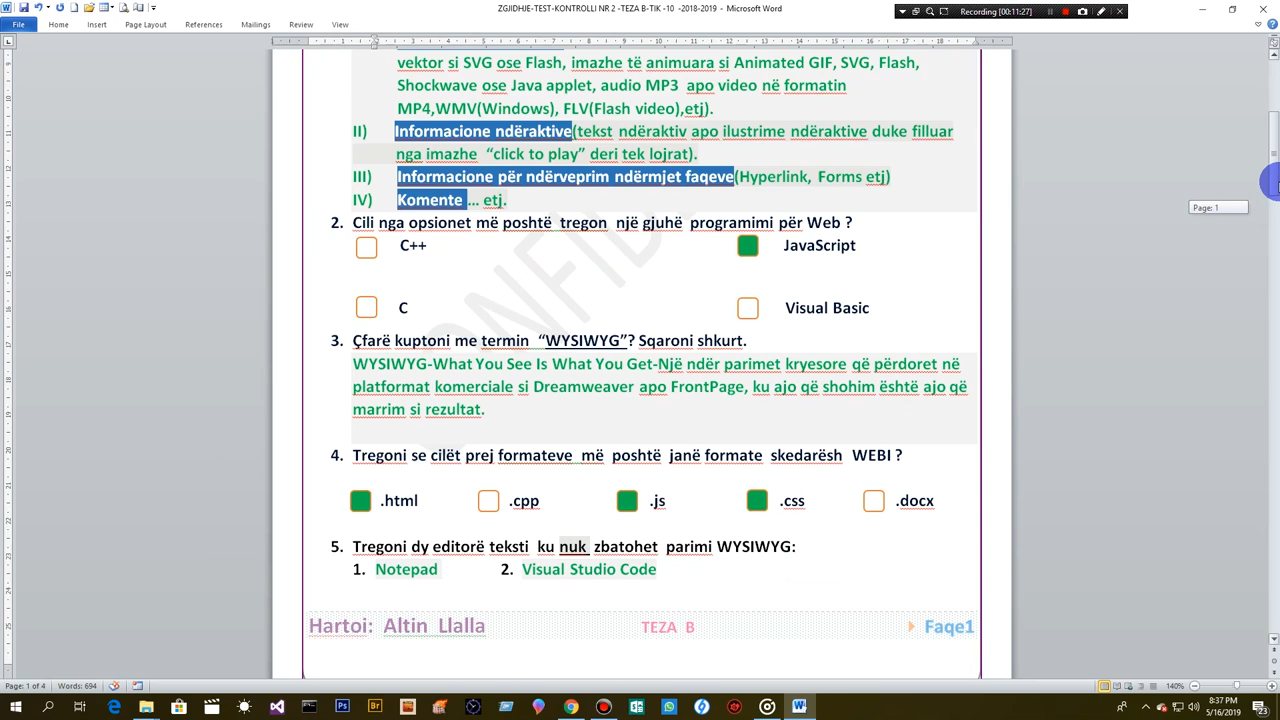 ZGJIDHJE-TEST-KONTROLLI NR 2 -TEZA B-TIK -10 -2018-2019 - Microsoft Word
Recording [00:11:27]
File Home Insert Page Layout References Mailings Review View
vektor si SVG ose Flash, imazhe të animuara si Animated GIF, SVG, Flash,
Shockwave ose Java applet, audio MP3 apo video në formatin
MP4,WMV(Windows), FLV(Flash video),etj).
II) Informacione ndëraktive(tekst ndëraktiv apo ilustrime ndëraktive duke filluar
nga imazhe "click to play" deri tek lojrat).
III) Informacione për ndërveprim ndërmjet faqeve(Hyperlink, Forms etj)
IV) Komente ... etj.
Page: 1
2. Cili nga opsionet më poshtë tregon një gjuhë programimi për Web ?
C++ JavaScript
C Visual Basic
3. Çfarë kuptoni me termin "WYSIWYG"? Sqaroni shkurt.
WYSIWYG-What You See Is What You Get-Një ndër parimet kryesore që përdoret në
platformat komerciale si Dreamweaver apo FrontPage, ku ajo që shohim është ajo që
marrim si rezultat.
4. Tregoni se cilët prej formateve më poshtë janë formate skedarësh WEBI ?
.html .cpp .js .css .docx
5. Tregoni dy editorë teksti ku nuk zbatohet parimi WYSIWYG:
1. Notepad 2. Visual Studio Code
Hartoi: Altin Llalla TEZA B Faqe1
Page: 1 of 4 Words: 694 140%
8:37 PM
5/16/2019